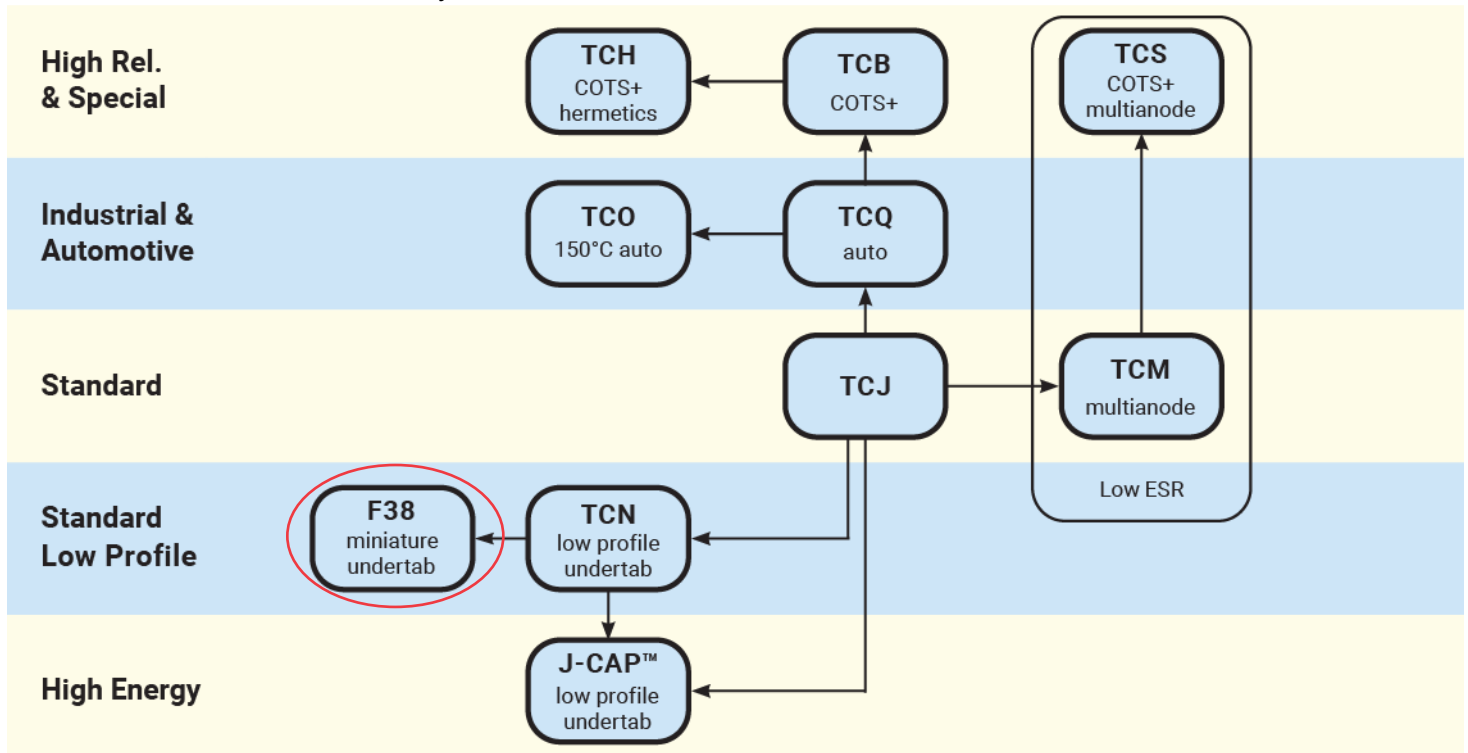 High Rel.
& Special
TCH
COTS+
hermetics
TCB
COTS+
TCS
COTS+
multianode
Industrial &
Automotive
TCO
150°C auto
TCQ
auto
Standard
TCJ
TCM
multianode
Low ESR
Standard
Low Profile
F38
miniature
undertab
TCN
low profile
undertab
High Energy
J-CAP™
low profile
undertab